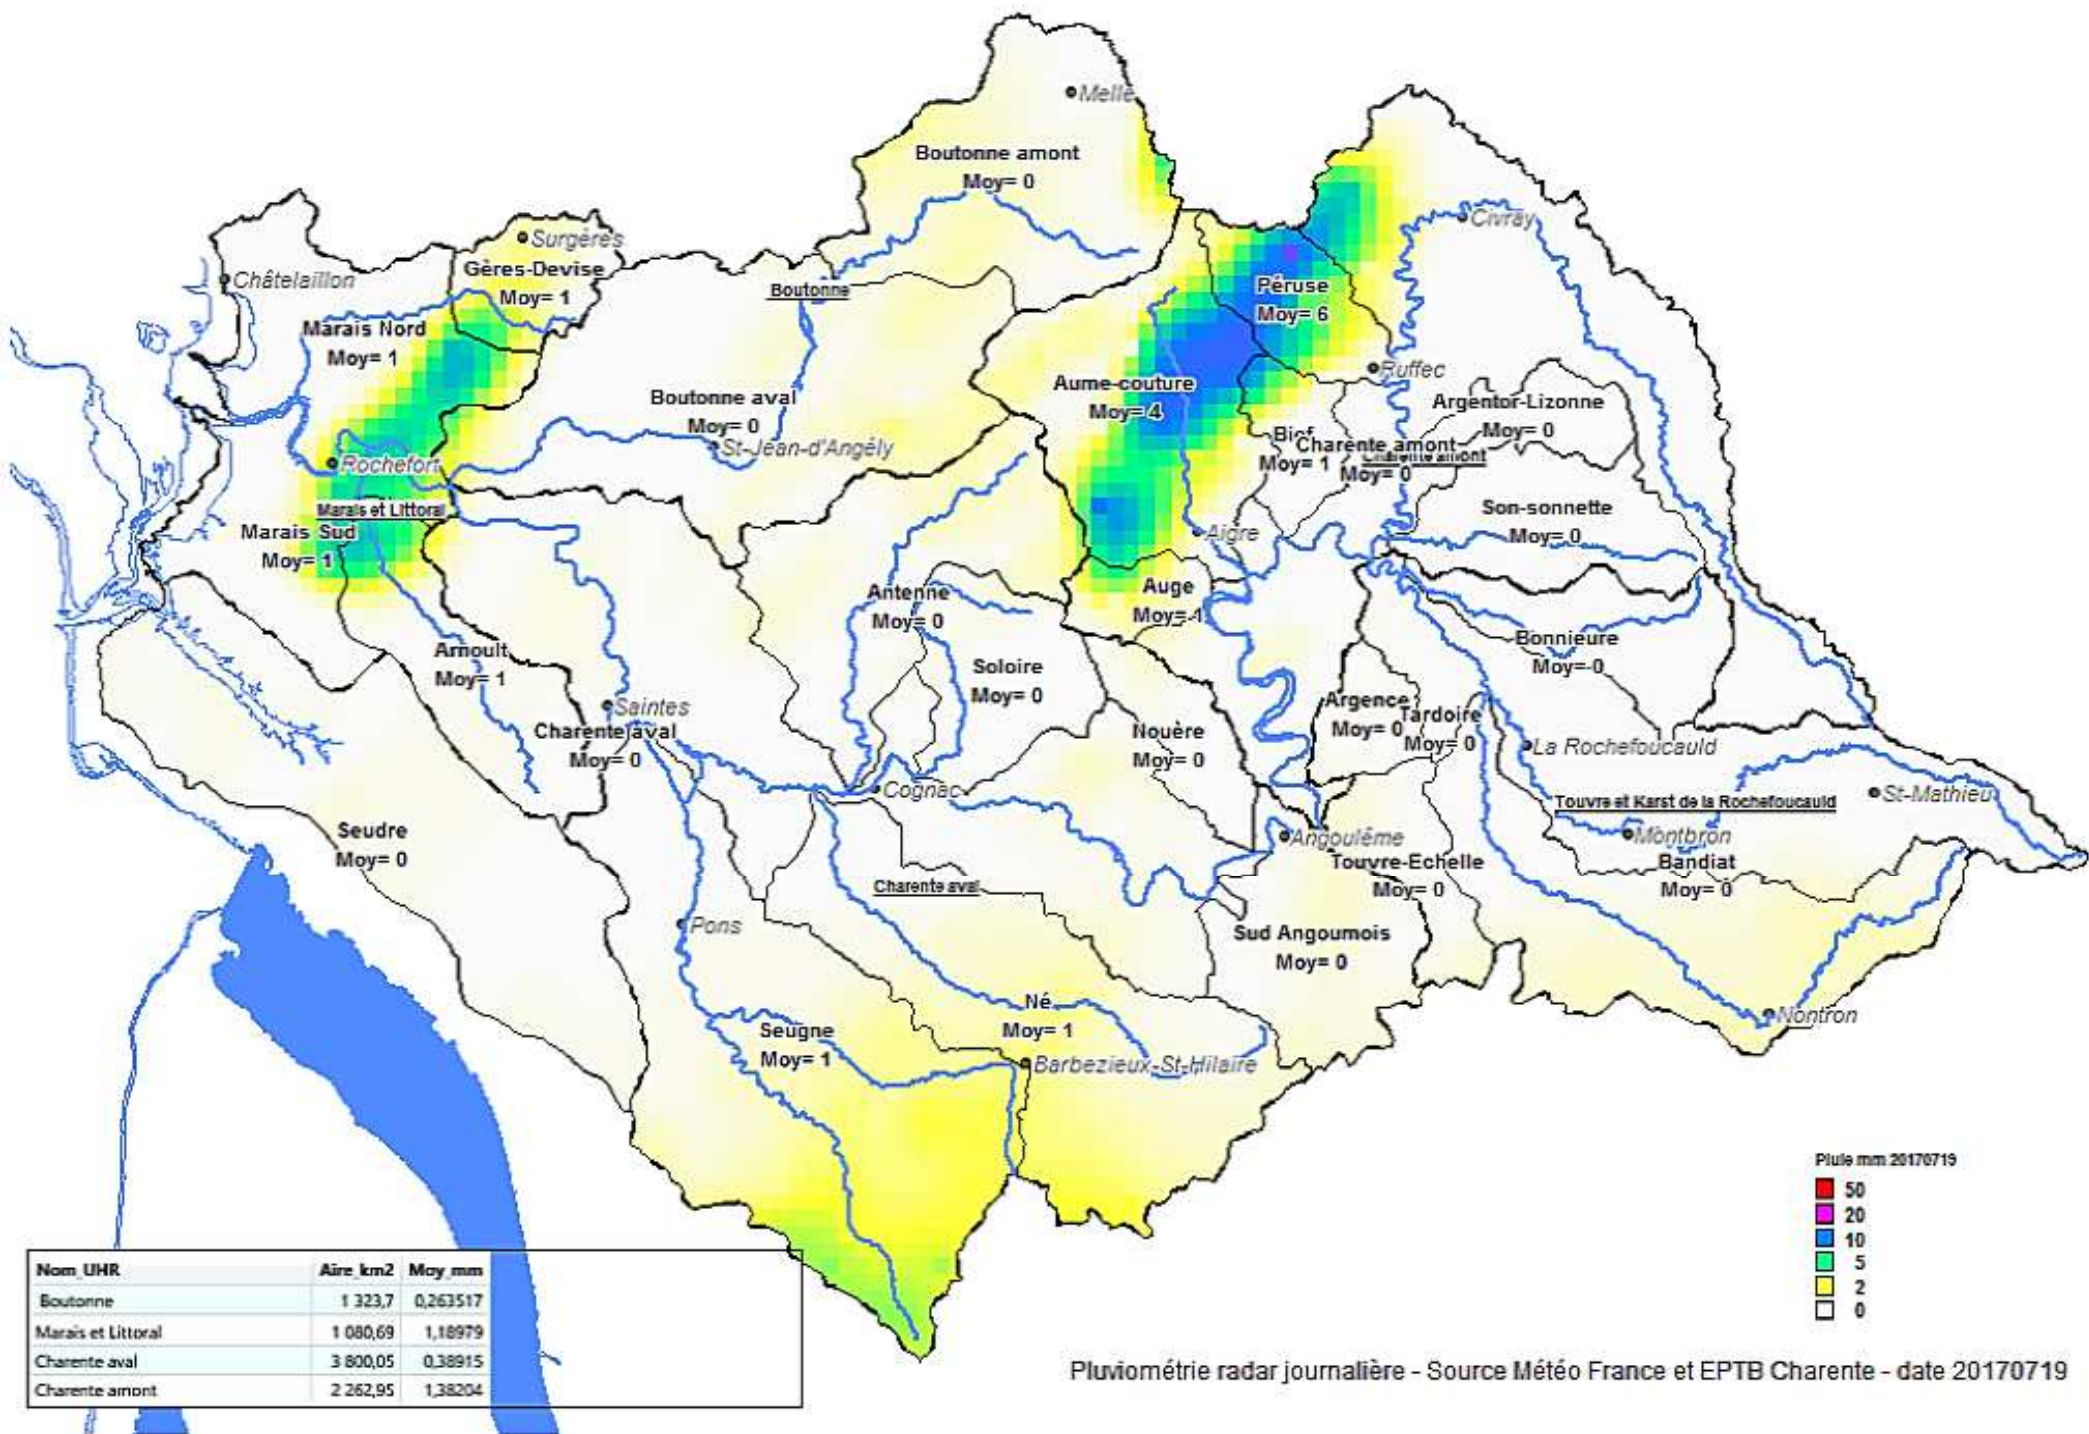 Melle
Boutonne amont
Moy= 0
Civray
Surgères
Gères-Devise
Moy= 1
Châtelaillon
Boutonne
Péruse
Moy= 6
Marais Nord
Moy= 1
Ruffec
Aume-couture
Moy= 4
Boutonne aval
Moy= 0
St-Jean-d'Angély
Argentor-Lizonne
Moy= 0
Bief
Moy= 1
Charente amont
Charente amont
Moy= 0
Rochefort
Marais et Littoral
Marais Sud
Moy= 1
Son-sonnette
Moy= 0
Aigre
Auge
Moy= 1
Antenne
Moy= 0
Arnoult
Moy= 1
Soloire
Moy= 0
Bonnieure
Moy= 0
Saintes
Charente aval
Moy= 0
Nouère
Moy= 0
Argence
Moy= 0
Tardoire
Moy= 0
La Rochefoucauld
Cognac
Touvre et Karst de la Rochefoucauld
St-Mathieu
Seudre
Moy= 0
Angoulême
Montbron
Touvre-Echelle
Moy= 0
Bandiat
Moy= 0
Charente aval
Pons
Sud Angoumois
Moy= 0
Né
Moy= 1
Nontron
Seugne
Moy= 1
Barbezieux-St-Hilaire
Pluie mm 20170719
50
20
10
5
2
0
Nom_UHR Aire_km2 Moy_mm
Boutonne 1 323,7 0,263517
Marais et Littoral 1 080,69 1,18979
Charente aval 3 800,05 0,38915
Charente amont 2 262,95 1,38204
Pluviométrie radar journalière - Source Météo France et EPTB Charente - date 20170719